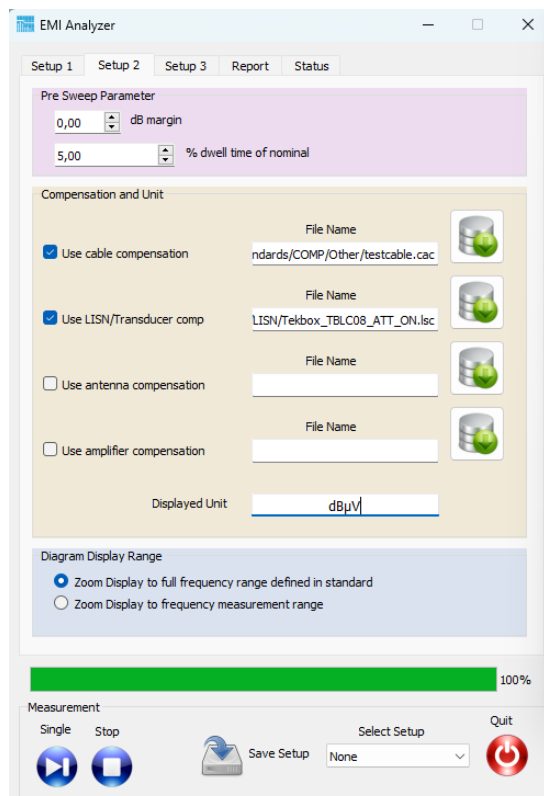 EMI Analyzer
Setup 1 Setup 2 Setup 3 Report Status
Pre Sweep Parameter
0,00 dB margin
5,00 % dwell time of nominal
Compensation and Unit
File Name
Use cable compensation ndards/COMP/Other/testcable.cac
File Name
Use LISN/Transducer comp LISN/Tekbox_TBLC08_ATT_ON.lsc
File Name
Use antenna compensation
File Name
Use amplifier compensation
Displayed Unit dBµV
Diagram Display Range
Zoom Display to full frequency range defined in standard
Zoom Display to frequency measurement range
100%
Measurement
Single Stop Save Setup Select Setup Quit
None